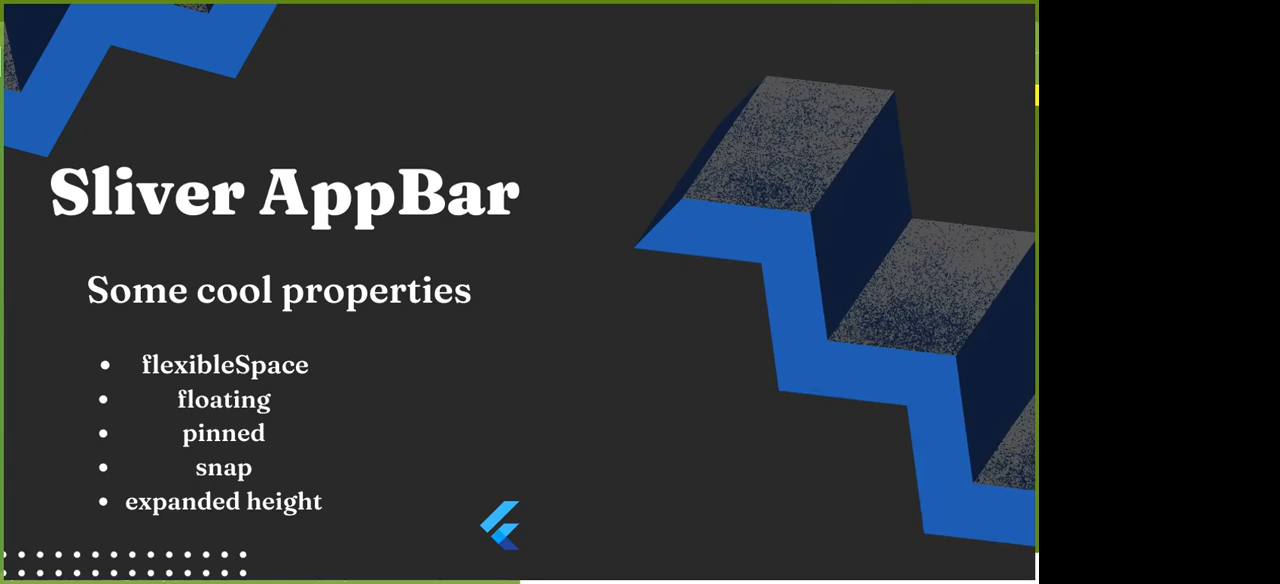 Sliver AppBar
Some cool properties
• flexibleSpace
• floating
• pinned
• snap
• expanded height